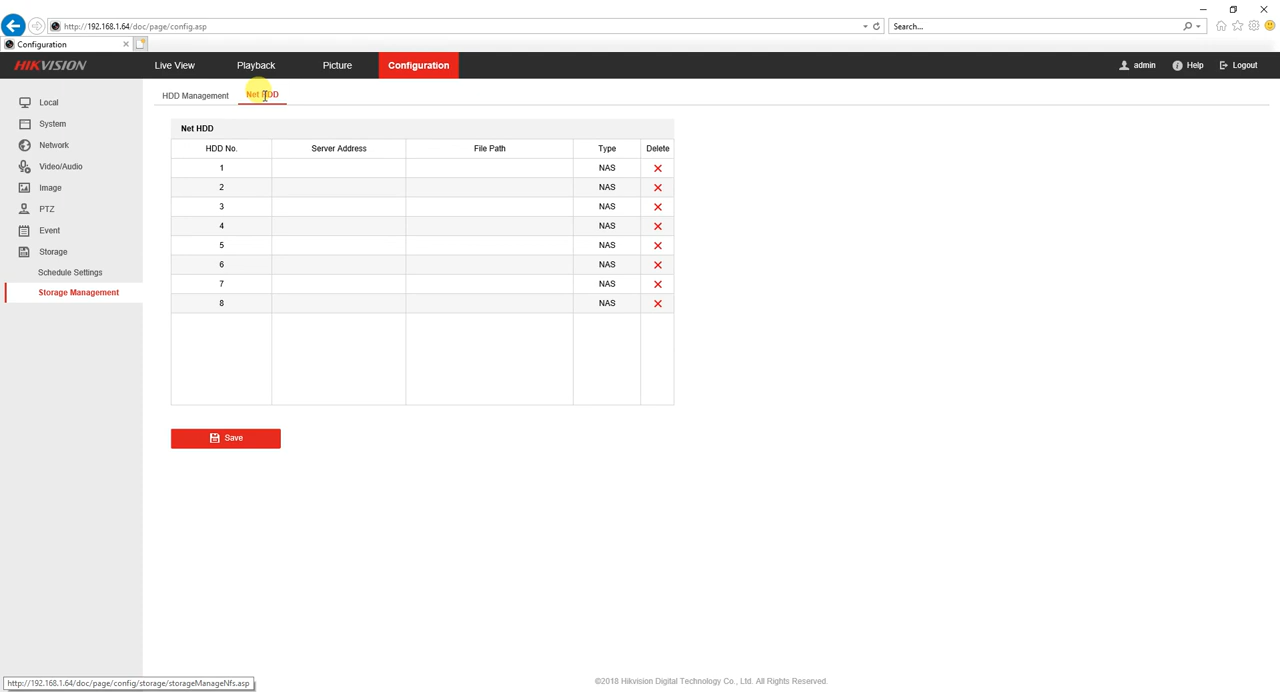 http://192.168.1.64/doc/page/config.asp
Search...
Configuration
HIKVISION
Live View
Playback
Picture
Configuration
admin
Help
Logout
Local
System
Network
Video/Audio
Image
PTZ
Event
Storage
Schedule Settings
Storage Management
HDD Management
Net HDD
Net HDD
HDD No. Server Address File Path Type Delete
1 NAS
2 NAS
3 NAS
4 NAS
5 NAS
6 NAS
7 NAS
8 NAS
Save
©2018 Hikvision Digital Technology Co., Ltd. All Rights Reserved.
http://192.168.1.64/doc/page/config/storage/storageManageNfs.asp